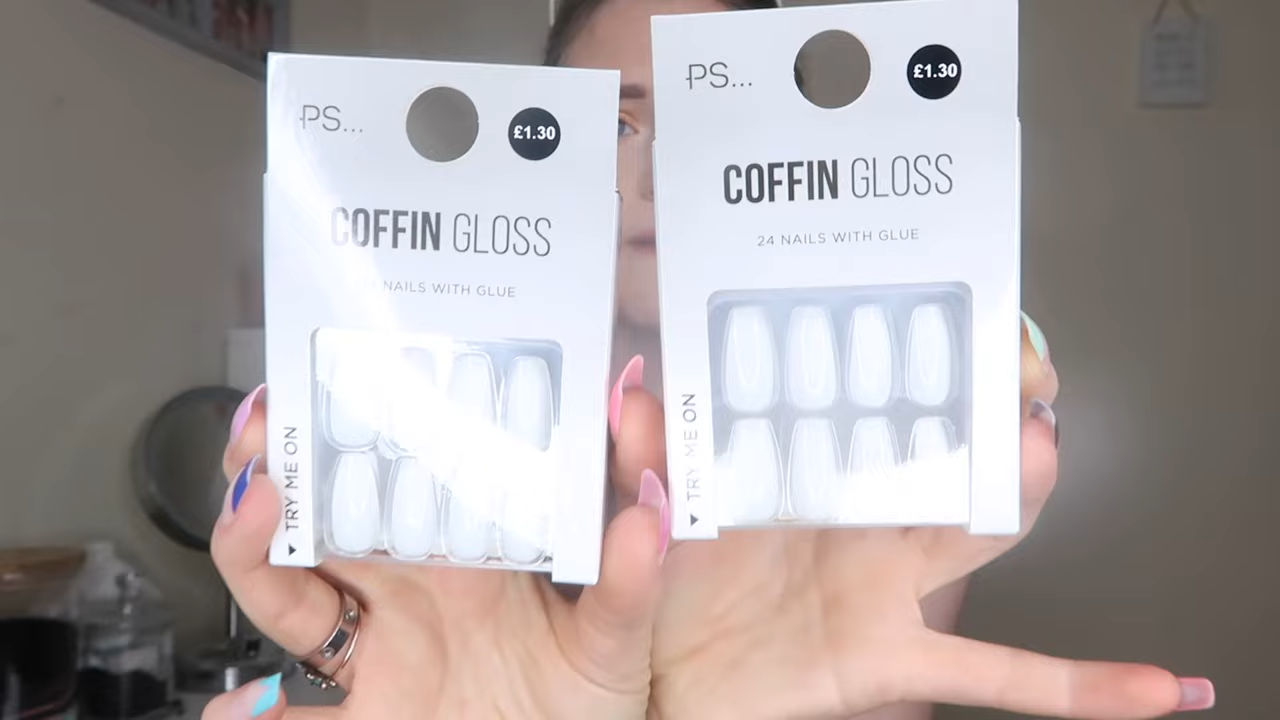 PS...
£1.30
COFFIN GLOSS
NAILS WITH GLUE
▼ TRY ME ON
PS...
£1.30
COFFIN GLOSS
24 NAILS WITH GLUE
▼ TRY ME ON